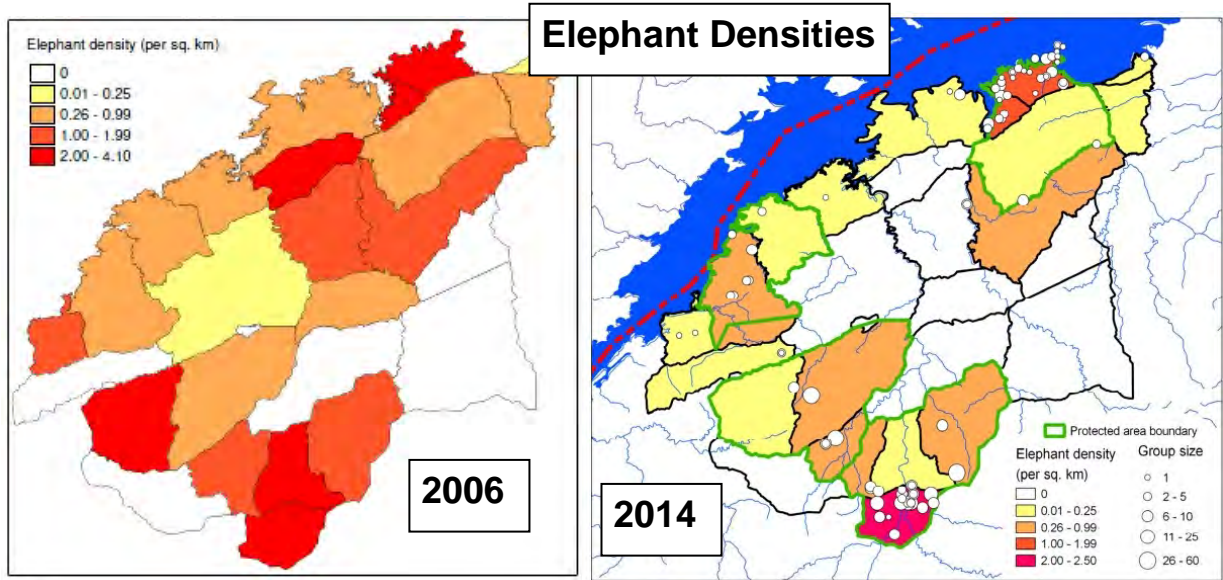 Elephant Densities
Elephant density (per sq. km)
0
0.01 - 0.25
0.26 - 0.99
1.00 - 1.99
2.00 - 4.10
2006
2014
Protected area boundary
Elephant density
(per sq. km)
0
0.01 - 0.25
0.26 - 0.99
1.00 - 1.99
2.00 - 2.50
Group size
1
2 - 5
6 - 10
11 - 25
26 - 60